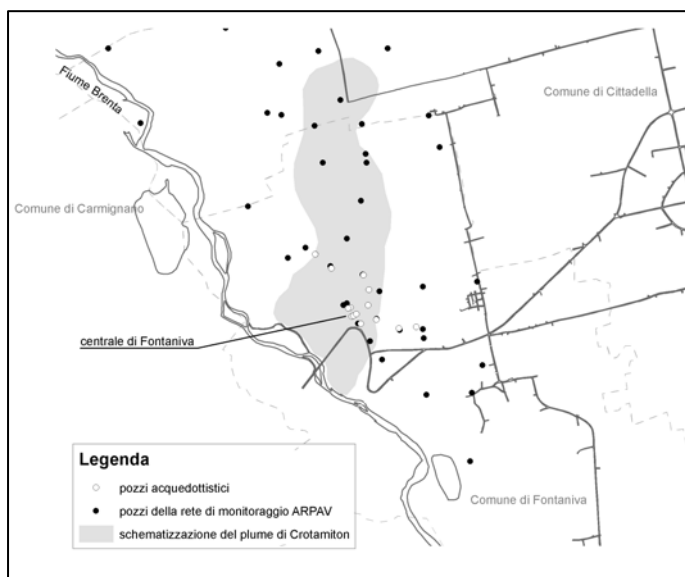 Fiume Brenta
Comune di Cittadella
Comune di Carmignano
centrale di Fontaniva
Legenda
pozzi acquedottistici
pozzi della rete di monitoraggio ARPAV
schematizzazione del plume di Crotamiton
Comune di Fontaniva